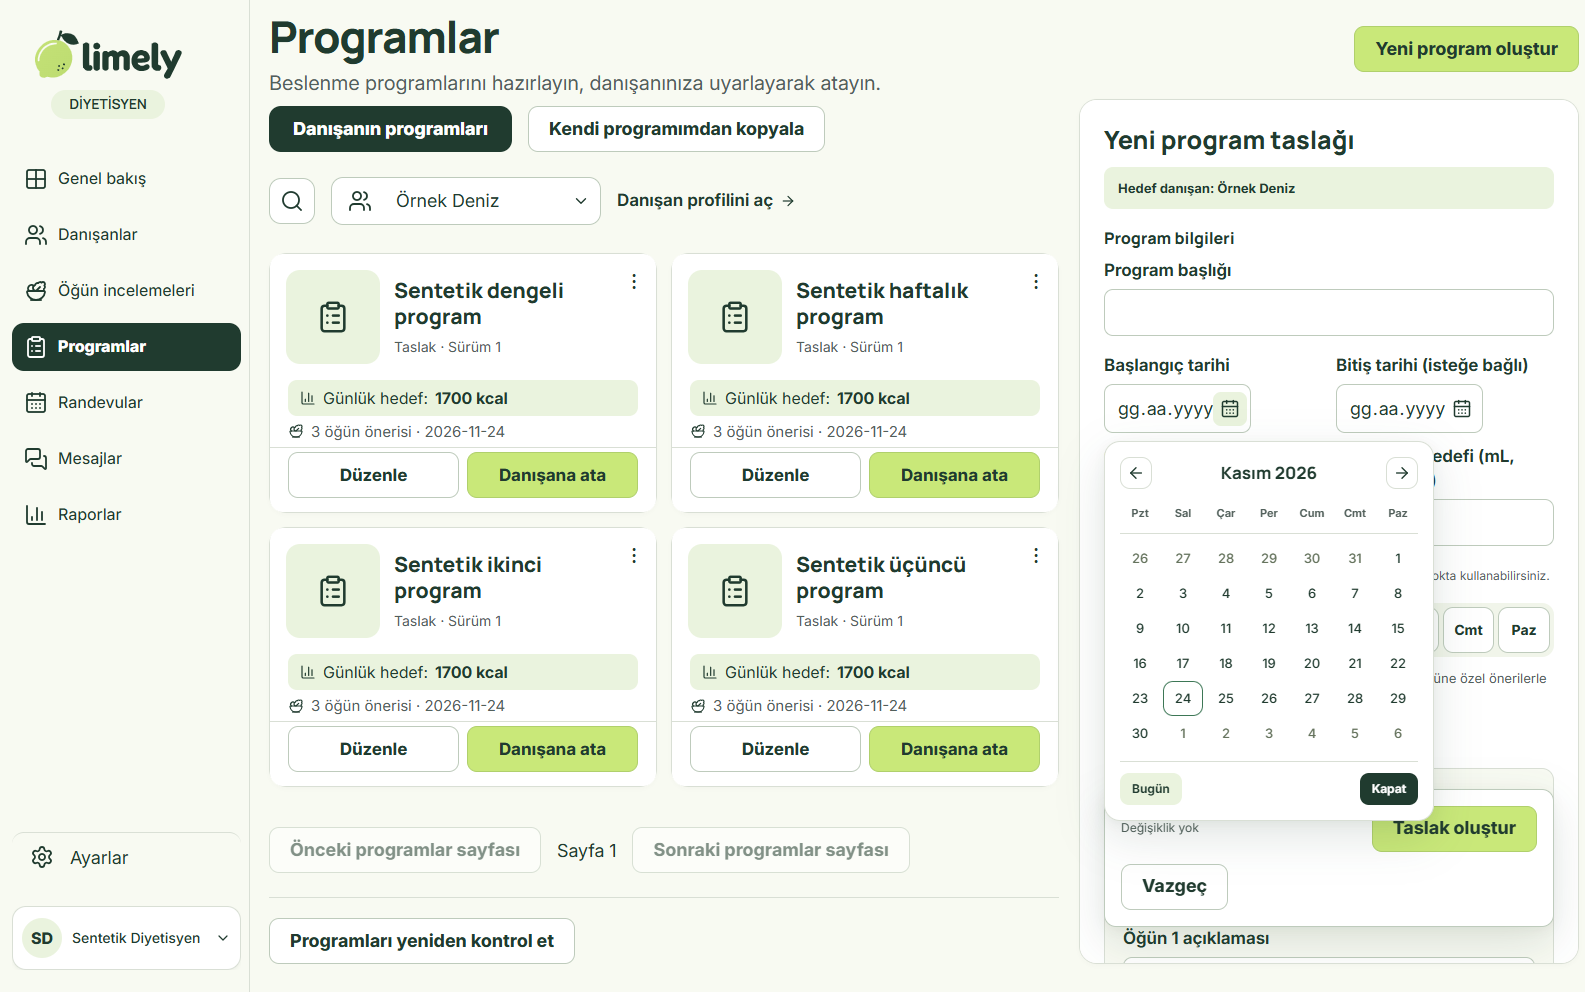 limely
DİYETİSYEN
Genel bakış
Danışanlar
Öğün incelemeleri
Programlar
Randevular
Mesajlar
Raporlar
Ayarlar
SD Sentetik Diyetisyen
Programlar
Beslenme programlarını hazırlayın, danışanınıza uyarlayarak atayın.
Yeni program oluştur
Danışanın programları
Kendi programımdan kopyala
Örnek Deniz
Danışan profilini aç →
Sentetik dengeli
program
Taslak · Sürüm 1
Günlük hedef: 1700 kcal
3 öğün önerisi · 2026-11-24
Düzenle
Danışana ata
Sentetik haftalık
program
Taslak · Sürüm 1
Günlük hedef: 1700 kcal
3 öğün önerisi · 2026-11-24
Düzenle
Danışana ata
Sentetik ikinci
program
Taslak · Sürüm 1
Günlük hedef: 1700 kcal
3 öğün önerisi · 2026-11-24
Düzenle
Danışana ata
Sentetik üçüncü
program
Taslak · Sürüm 1
Günlük hedef: 1700 kcal
3 öğün önerisi · 2026-11-24
Düzenle
Danışana ata
Önceki programlar sayfası
Sayfa 1
Sonraki programlar sayfası
Programları yeniden kontrol et
Yeni program taslağı
Hedef danışan: Örnek Deniz
Program bilgileri
Program başlığı
Başlangıç tarihi
Bitiş tarihi (isteğe bağlı)
gg.aa.yyyy
gg.aa.yyyy
edefi (mL,
)
Kasım 2026
Pzt Sal Çar Per Cum Cmt Paz
26 27 28 29 30 31 1
2 3 4 5 6 7 8
9 10 11 12 13 14 15
16 17 18 19 20 21 22
23 24 25 26 27 28 29
30 1 2 3 4 5 6
Bugün
Kapat
okta kullanabilirsiniz.
Cmt
Paz
üne özel önerilerle
Değişiklik yok
Taslak oluştur
Vazgeç
Öğün 1 açıklaması